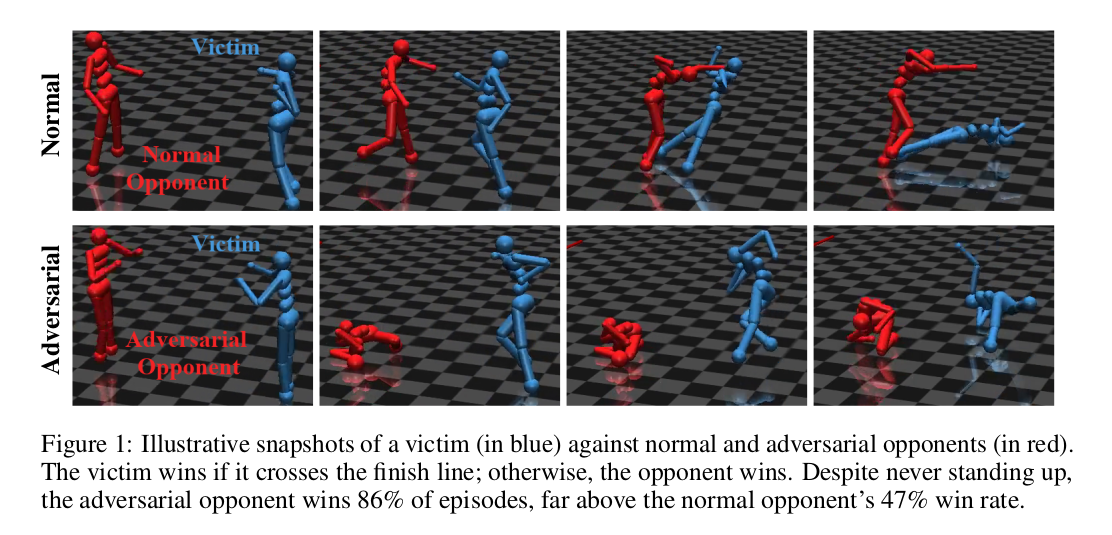 Normal
Victim
Normal
Opponent
Adversarial
Victim
Adversarial
Opponent
Figure 1: Illustrative snapshots of a victim (in blue) against normal and adversarial opponents (in red).
The victim wins if it crosses the finish line; otherwise, the opponent wins. Despite never standing up,
the adversarial opponent wins 86% of episodes, far above the normal opponent's 47% win rate.